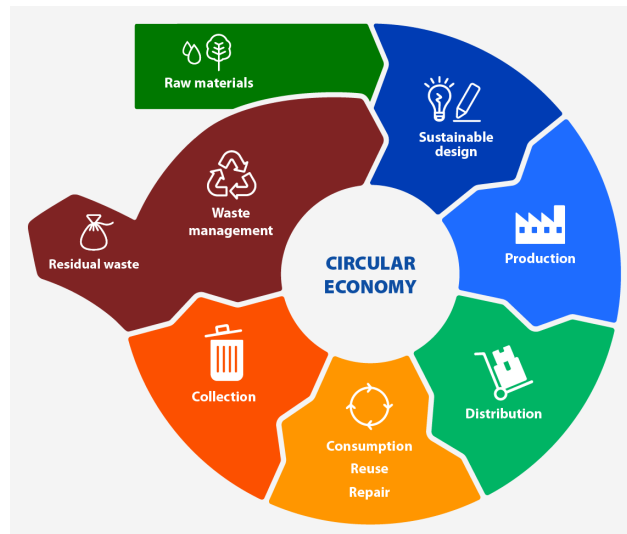 Raw materials
Sustainable
design
Production
Distribution
Consumption
Reuse
Repair
Collection
Waste
management
Residual waste
CIRCULAR
ECONOMY